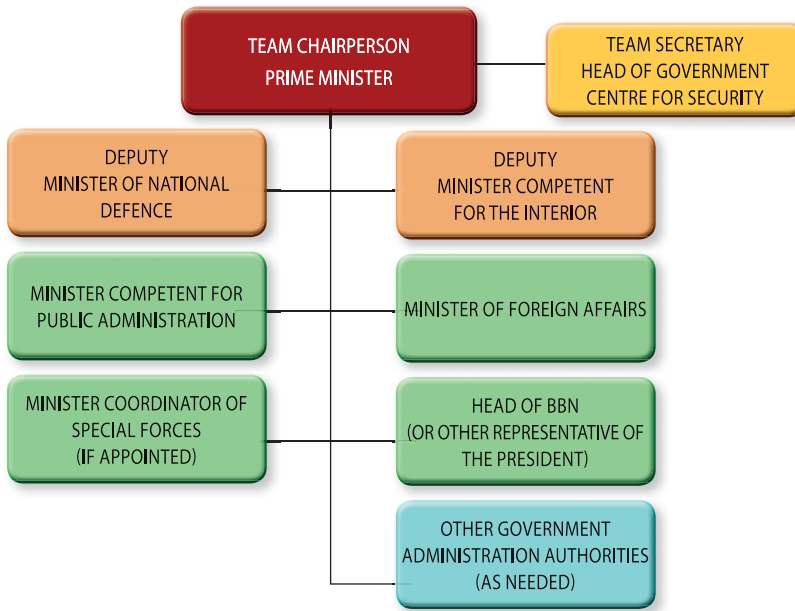 TEAM CHAIRPERSON
PRIME MINISTER
TEAM SECRETARY
HEAD OF GOVERNMENT
CENTRE FOR SECURITY
DEPUTY
MINISTER OF NATIONAL
DEFENCE
DEPUTY
MINISTER COMPETENT
FOR THE INTERIOR
MINISTER COMPETENT FOR
PUBLIC ADMINISTRATION
MINISTER OF FOREIGN AFFAIRS
MINISTER COORDINATOR OF
SPECIAL FORCES
(IF APPOINTED)
HEAD OF BBN
(OR OTHER REPRESENTATIVE OF
THE PRESIDENT)
OTHER GOVERNMENT
ADMINISTRATION AUTHORITIES
(AS NEEDED)